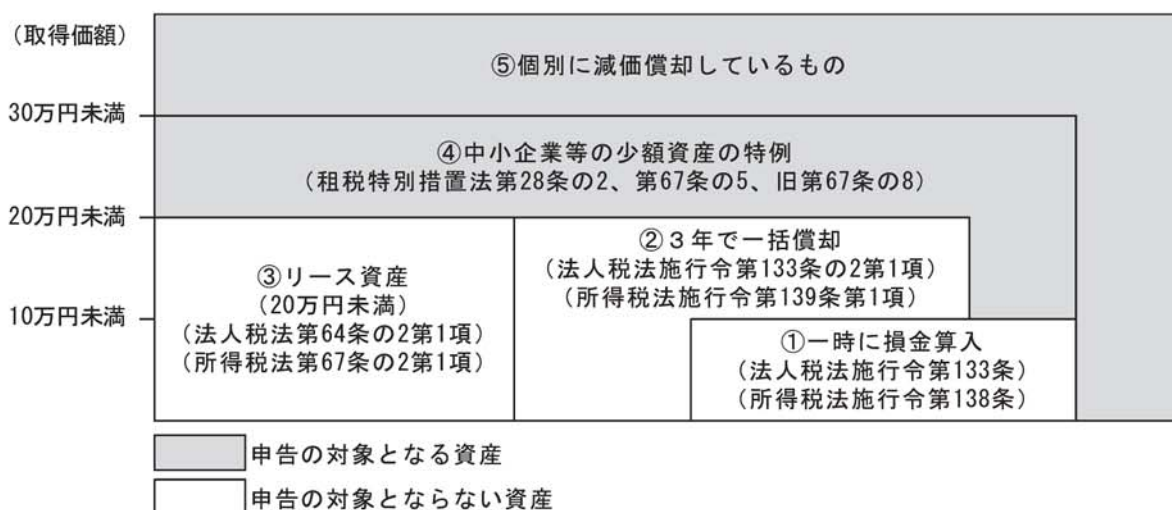 (取得価額)
⑤個別に減価償却しているもの
30万円未満
④中小企業等の少額資産の特例
(租税特別措置法第28条の2、第67条の5、旧第67条の8)
20万円未満
③リース資産
(20万円未満)
(法人税法第64条の2第1項)
(所得税法第67条の2第1項)
②3年で一括償却
(法人税法施行令第133条の2第1項)
(所得税法施行令第139条第1項)
10万円未満
①一時に損金算入
(法人税法施行令第133条)
(所得税法施行令第138条)
申告の対象となる資産
申告の対象とならない資産